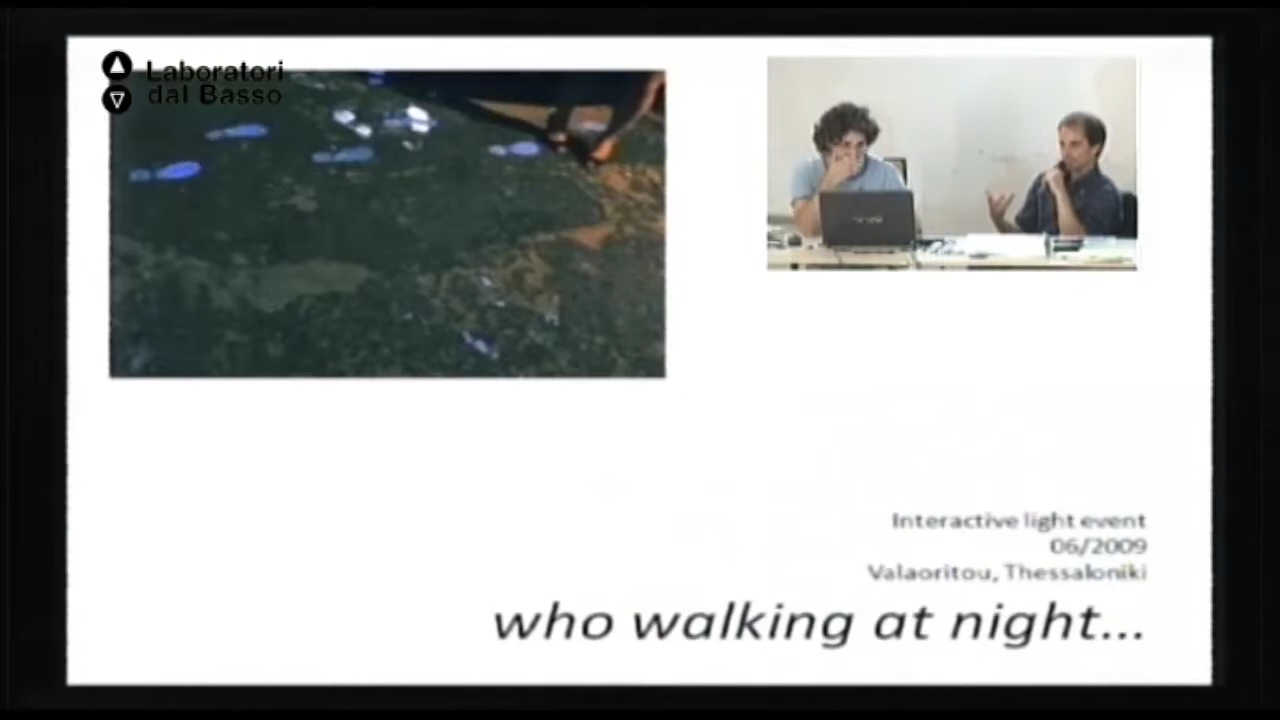 Laboratori
dal Basso
Interactive light event
06/2009
Valaoritou, Thessaloniki
who walking at night...